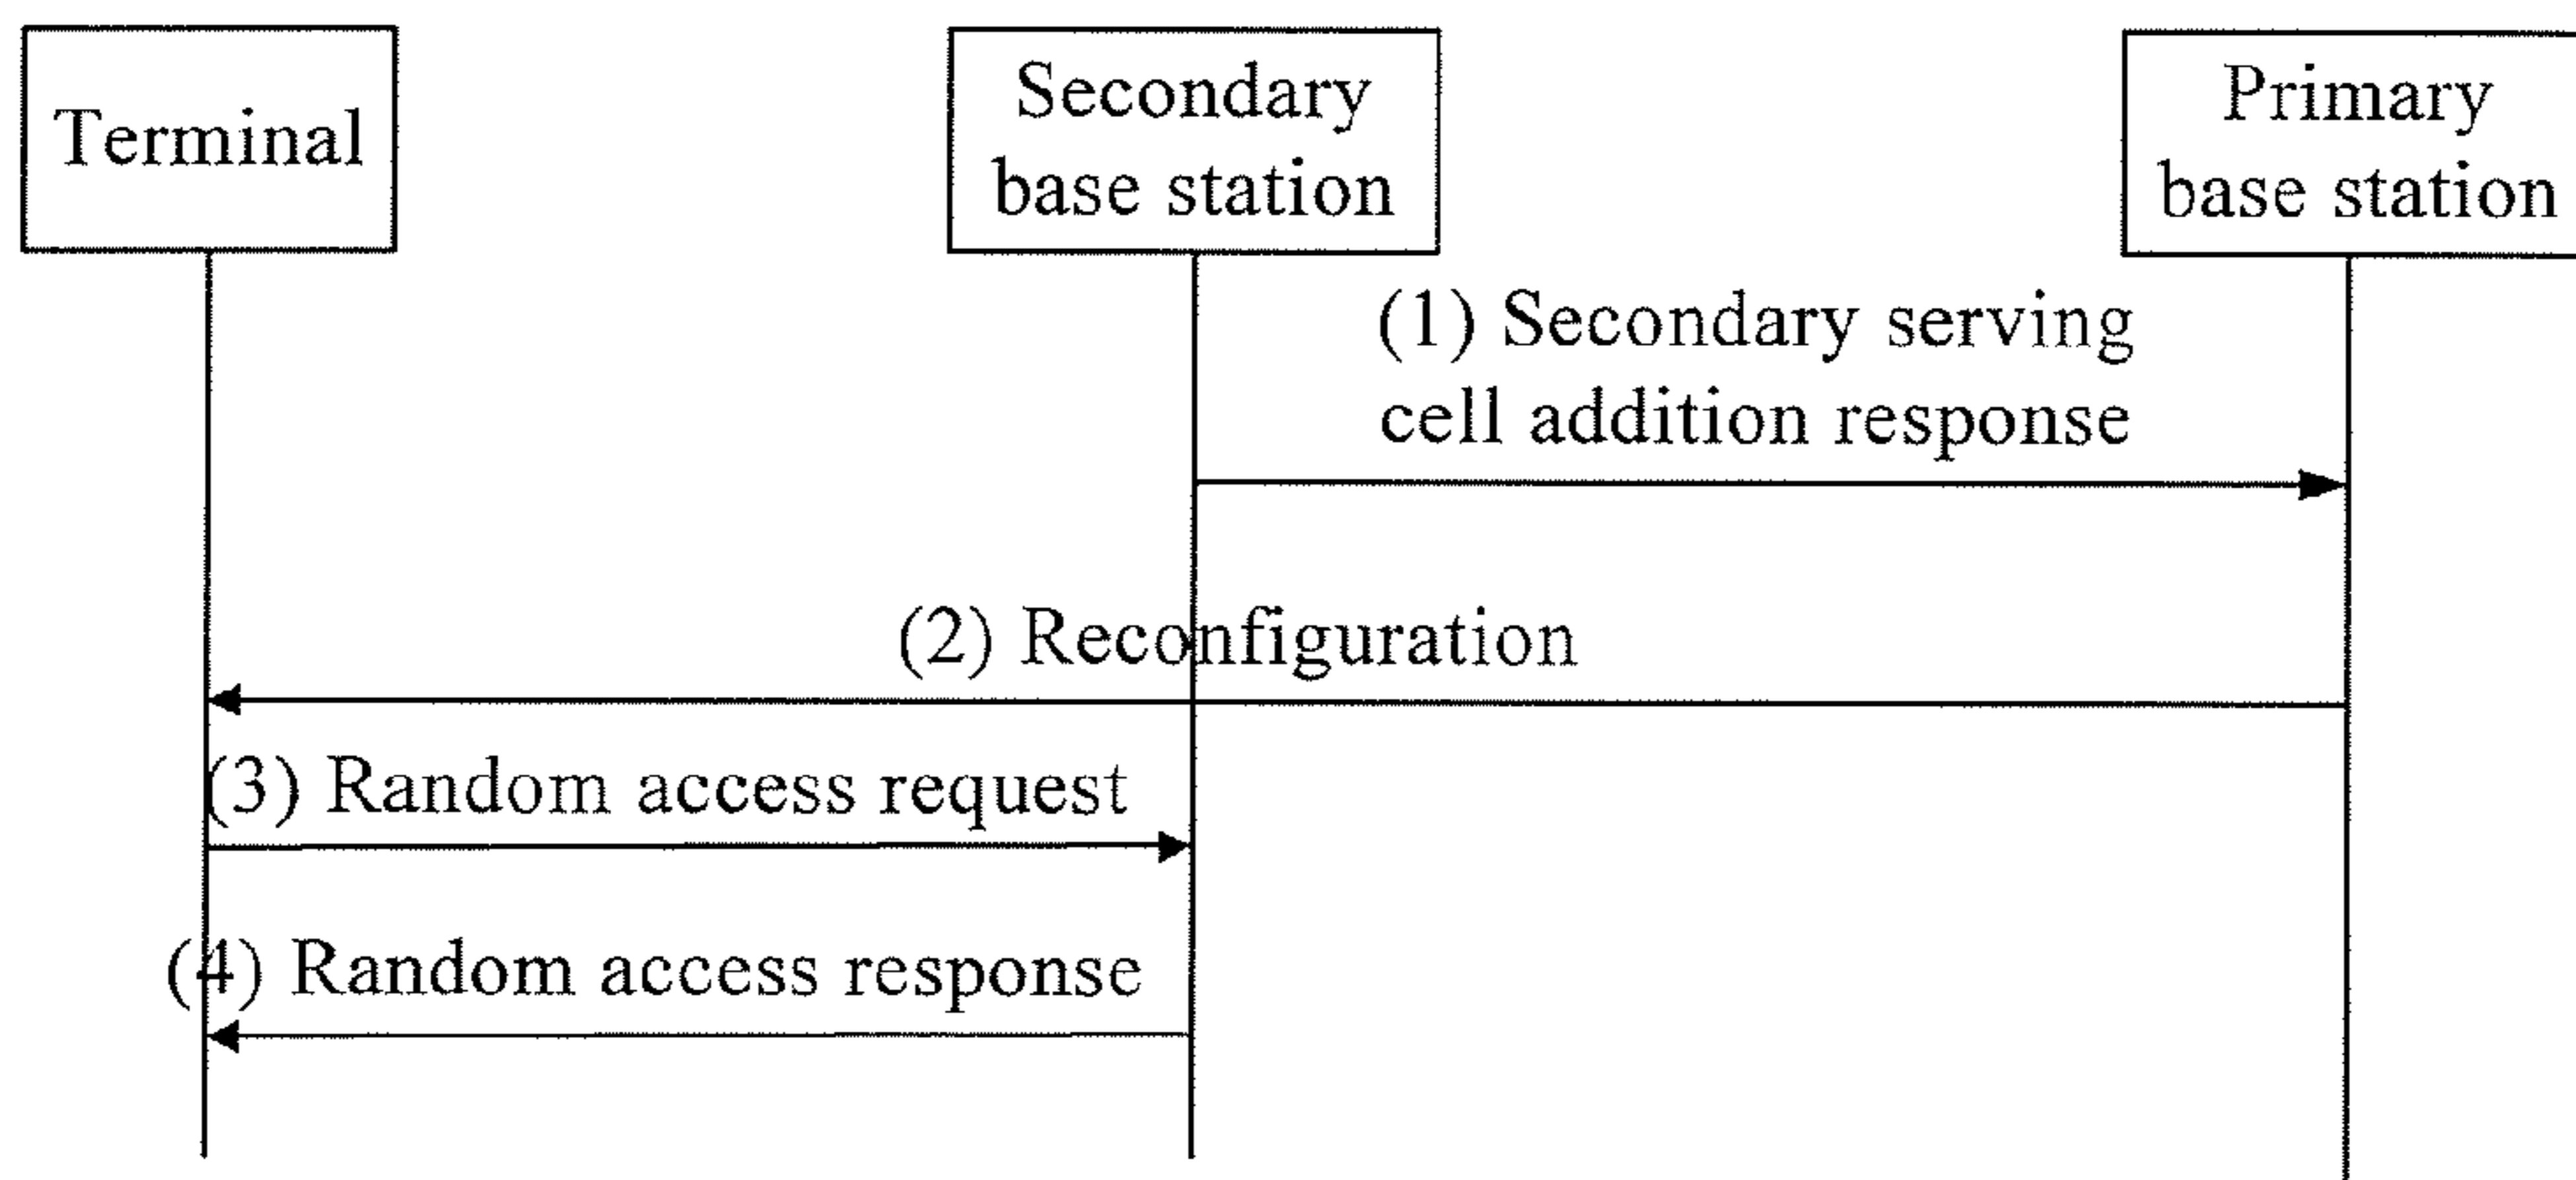 Terminal
Secondary
base station
Primary
base station
(1) Secondary serving
cell addition response
(2) Reconfiguration
(3) Random access request
(4) Random access response